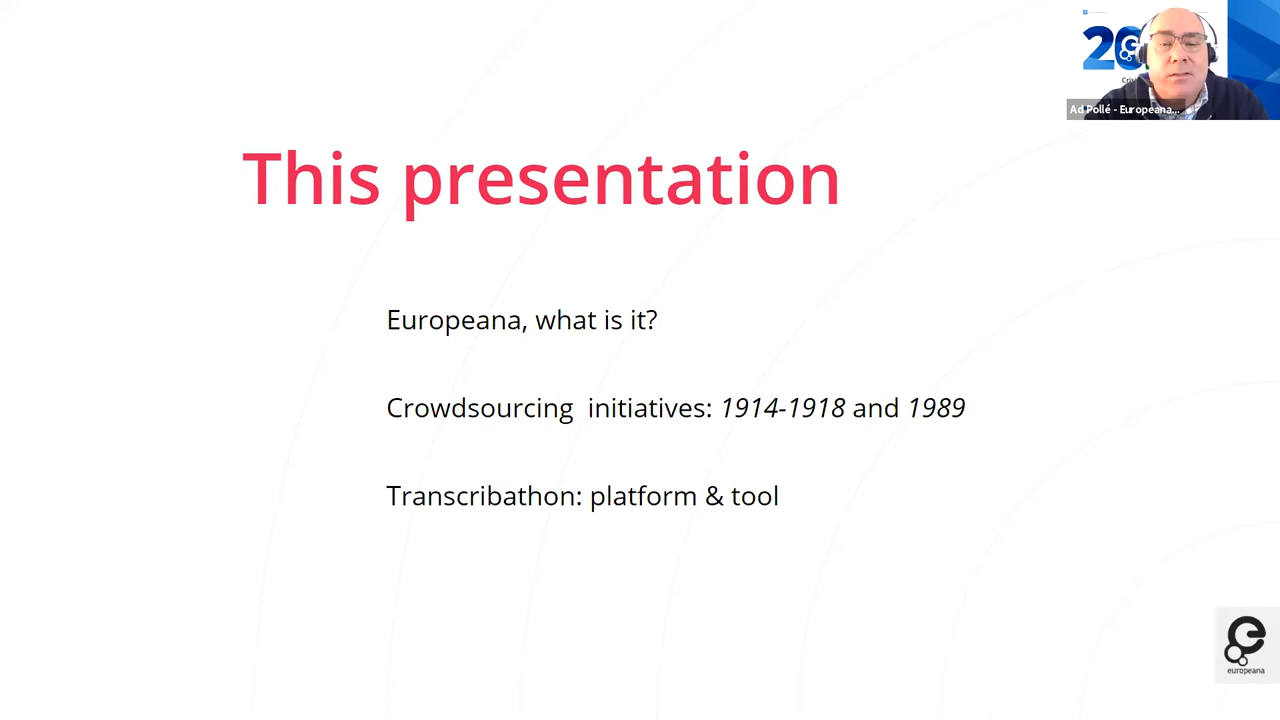 Ad Pollé - Europeana...
This presentation
Europeana, what is it?
Crowdsourcing initiatives: 1914-1918 and 1989
Transcribathon: platform & tool
europeana